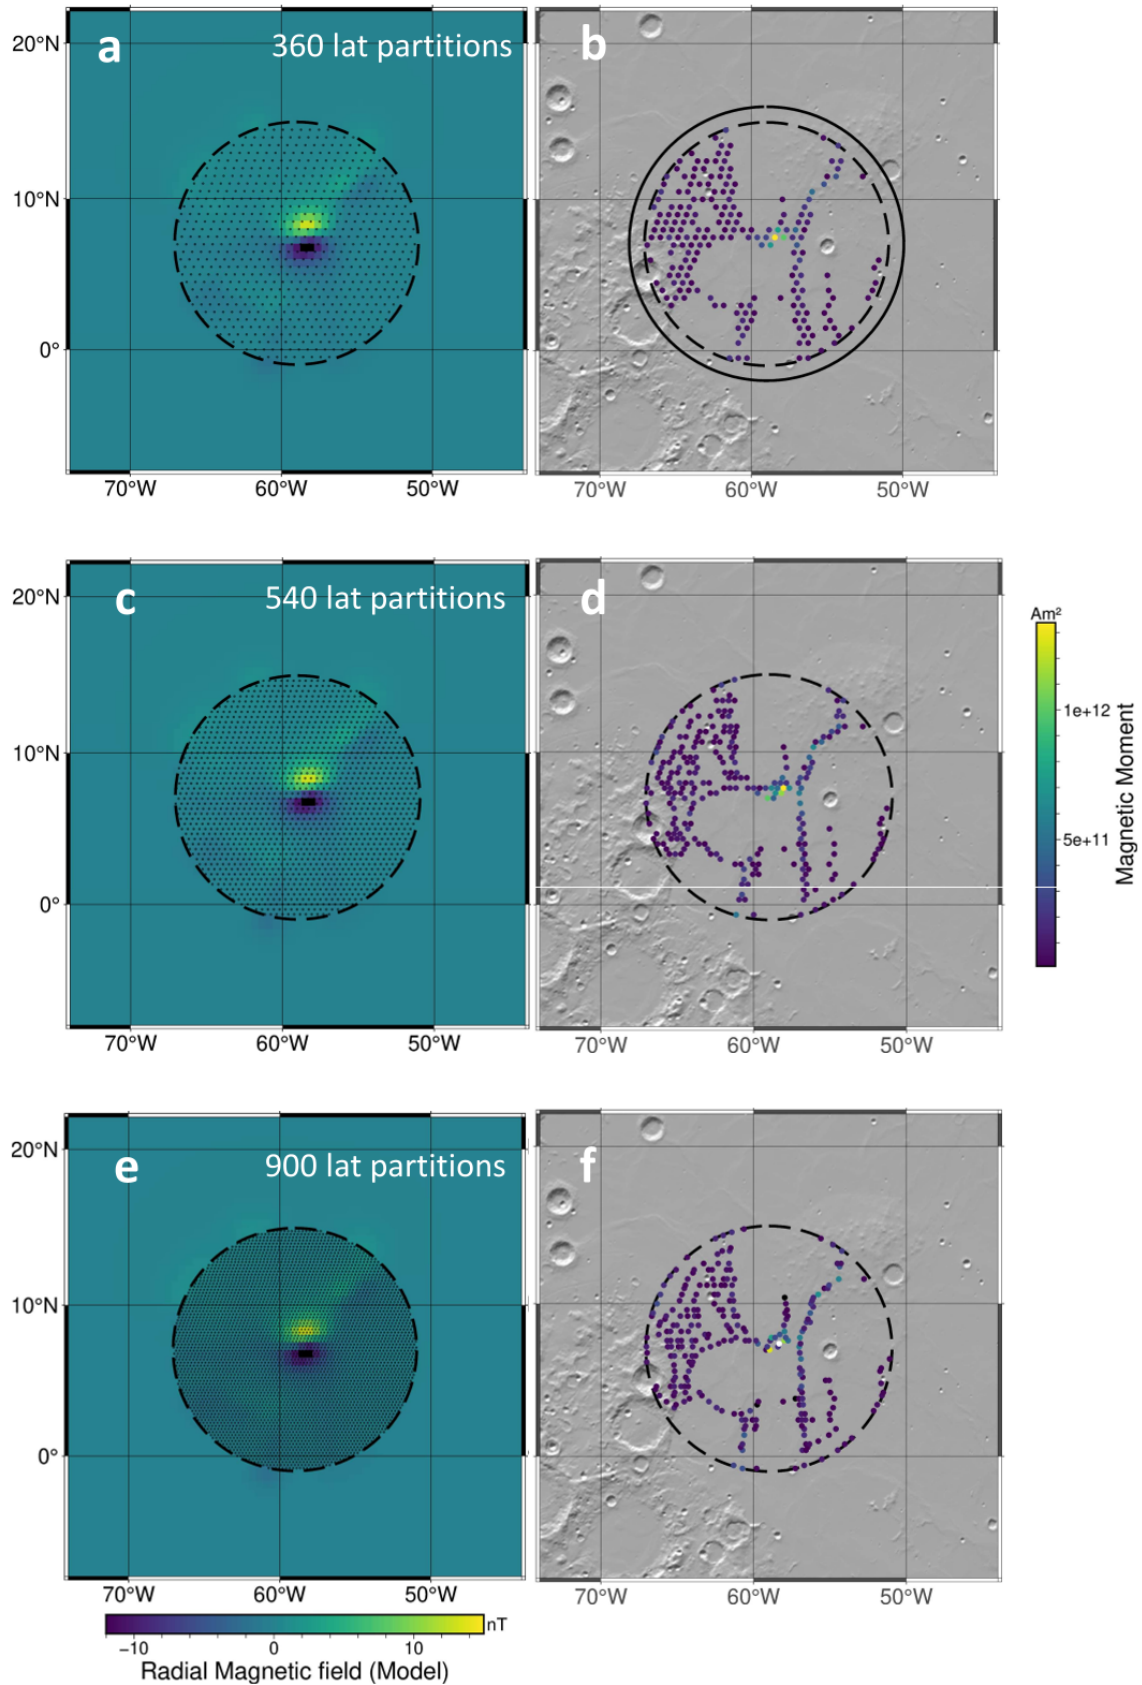 a 360 lat partitions b
20°N
10°N
0°
70°W 60°W 50°W 70°W 60°W 50°W
c 540 lat partitions d
20°N
10°N
0°
70°W 60°W 50°W 70°W 60°W 50°W
Am²
1e+12
5e+11
Magnetic Moment
e 900 lat partitions f
20°N
10°N
0°
70°W 60°W 50°W 70°W 60°W 50°W
nT
−10 0 10
Radial Magnetic field (Model)